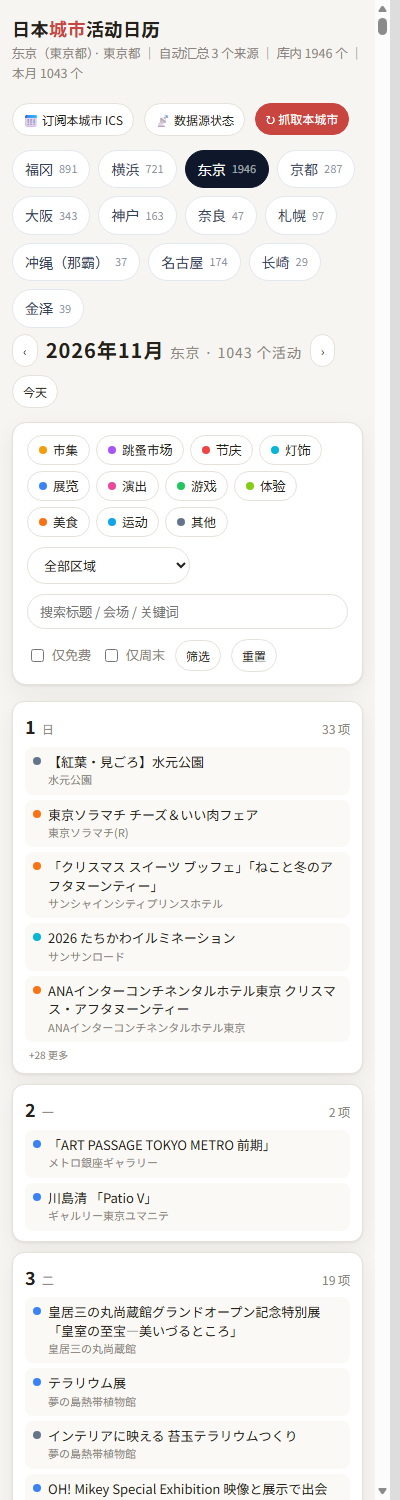 日本城市活动日历
东京（東京都）· 東京都 ｜ 自动汇总 3 个来源 ｜ 库内 1946 个 ｜
本月 1043 个
订阅本城市 ICS
数据源状态
↻ 抓取本城市
福冈 891
横浜 721
东京 1946
京都 287
大阪 343
神户 163
奈良 47
札幌 97
冲绳（那霸） 37
名古屋 174
长崎 29
金泽 39
‹ 2026年11月 东京 · 1043 个活动 ›
今天
市集
跳蚤市场
节庆
灯饰
展览
演出
游戏
体验
美食
运动
其他
全部区域
搜索标题 / 会场 / 关键词
仅免费
仅周末
筛选
重置
1 日 33 项
【紅葉・見ごろ】水元公園
水元公園
東京ソラマチ チーズ＆いい肉フェア
東京ソラマチ(R)
「クリスマス スイーツ ブッフェ」「ねこと冬のア
フタヌーンティー」
サンシャインシティプリンスホテル
2026 たちかわイルミネーション
サンサンロード
ANAインターコンチネンタルホテル東京 クリスマ
ス・アフタヌーンティー
ANAインターコンチネンタルホテル東京
+28 更多
2 一 2 项
「ART PASSAGE TOKYO METRO 前期」
メトロ銀座ギャラリー
川島清 「Patio V」
ギャルリー東京ユマニテ
3 二 19 项
皇居三の丸尚蔵館グランドオープン記念特別展
「皇室の至宝―美いづるところ」
皇居三の丸尚蔵館
テラリウム展
夢の島熱帯植物館
インテリアに映える 苔玉テラリウムつくり
夢の島熱帯植物館
OH! Mikey Special Exhibition 映像と展示で出会